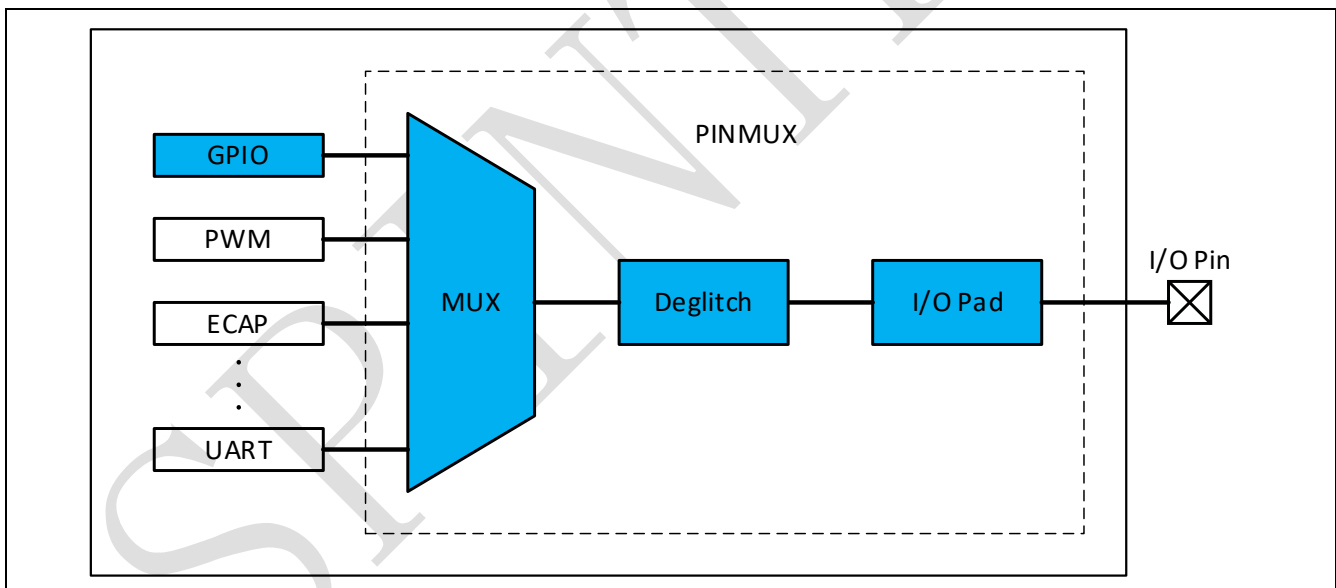 PINMUX
GPIO
PWM
ECAP
UART
MUX
Deglitch
I/O Pad
I/O Pin